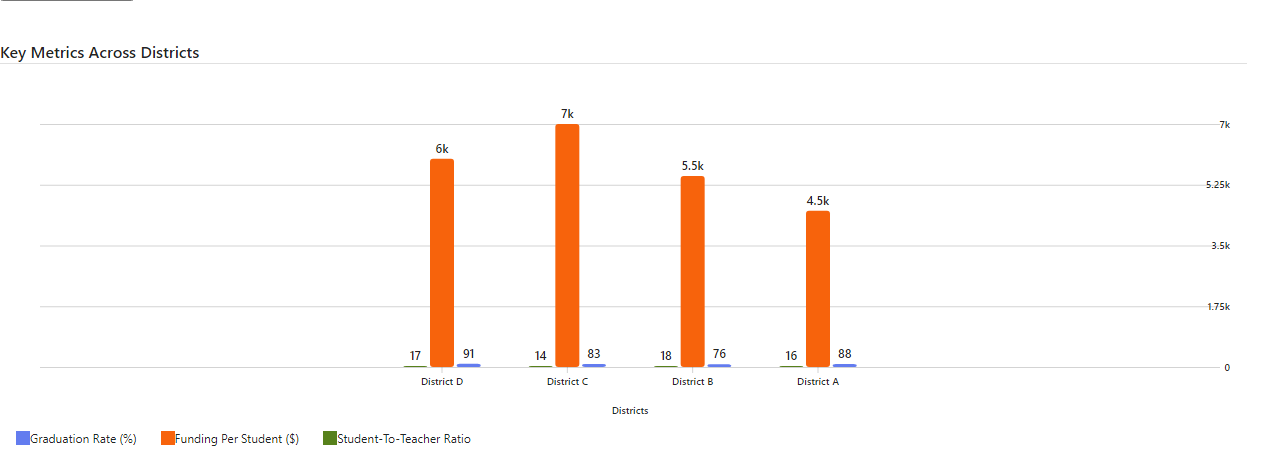 Key Metrics Across Districts
7k
7k
6k
5.5k
5.25k
4.5k
3.5k
1.75k
17 91 14 83 18 76 16 88
0
District D District C District B District A
Districts
Graduation Rate (%) Funding Per Student ($) Student-To-Teacher Ratio